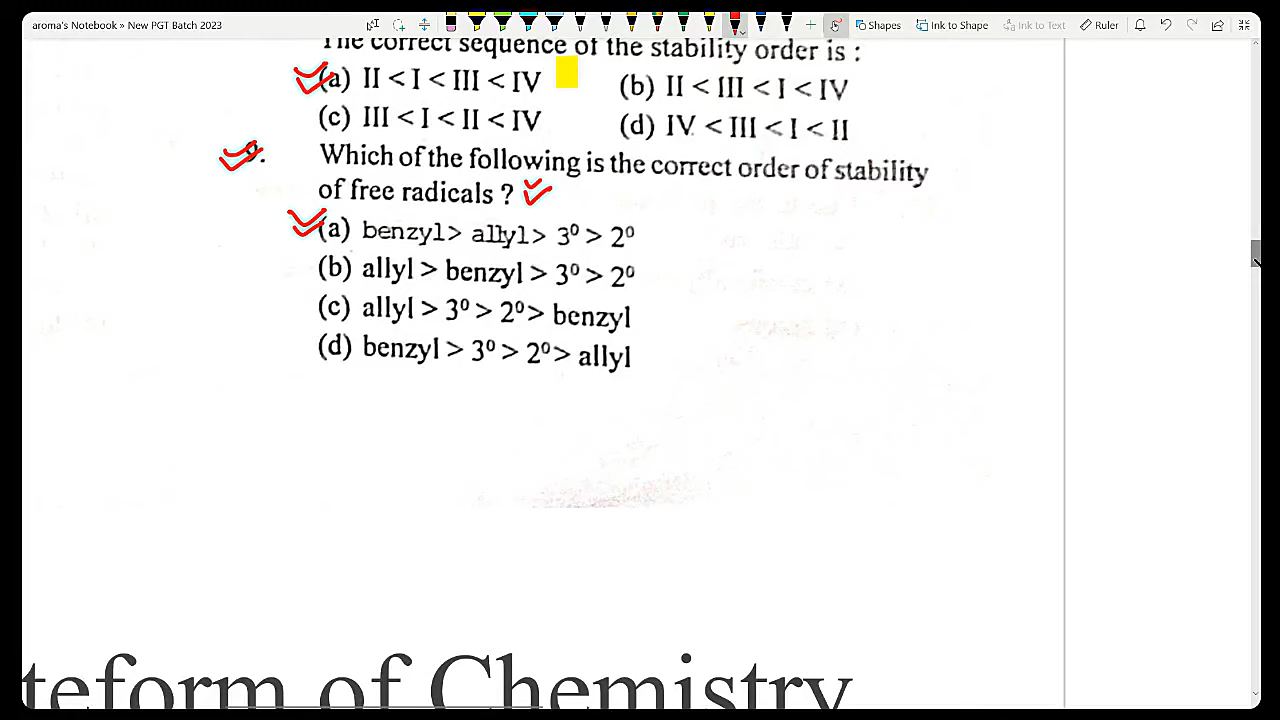 aroma's Notebook » New PGT Batch 2023
Shapes Ink to Shape Ink to Text Ruler
The correct sequence of the stability order is :
(a) II < I < III < IV (b) II < III < I < IV
(c) III < I < II < IV (d) IV < III < I < II
9. Which of the following is the correct order of stability
of free radicals ?
(a) benzyl> allyl> 3⁰ > 2⁰
(b) allyl > benzyl > 3⁰ > 2⁰
(c) allyl > 3⁰ > 2⁰> benzyl
(d) benzyl > 3⁰ > 2⁰> allyl
teform of Chemistry